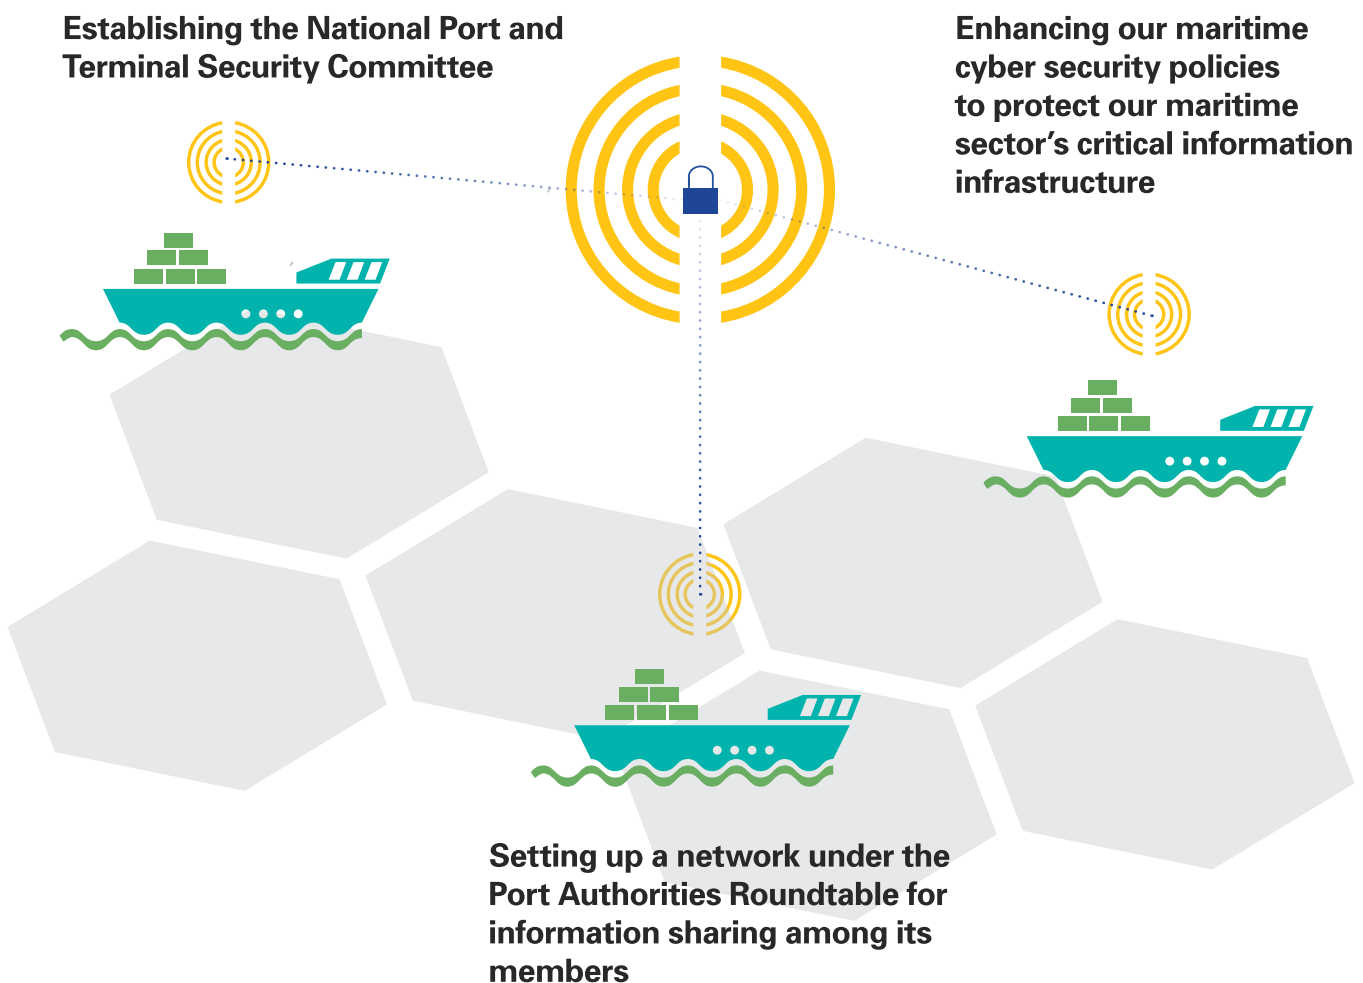 Establishing the National Port and
Terminal Security Committee
Enhancing our maritime
cyber security policies
to protect our maritime
sector’s critical information
infrastructure
Setting up a network under the
Port Authorities Roundtable for
information sharing among its
members